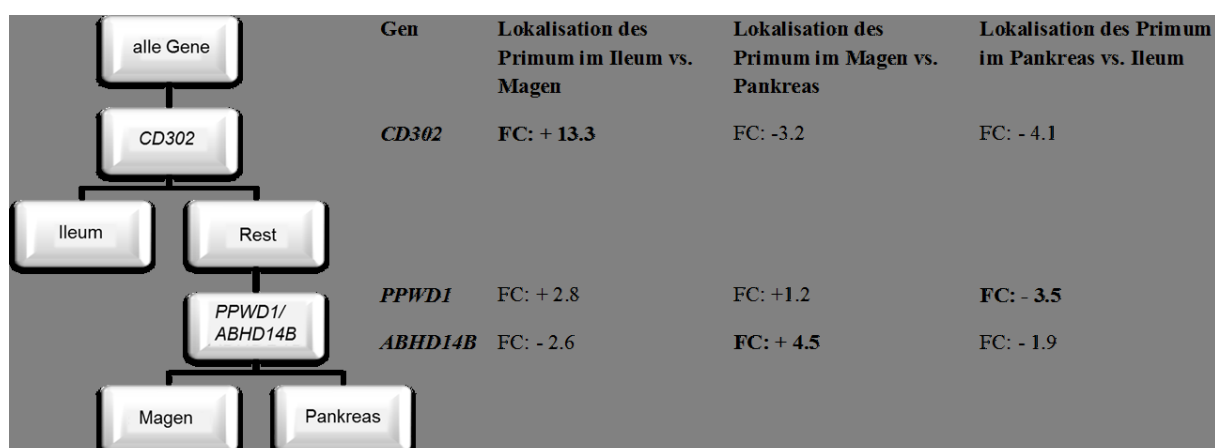 alle Gene
CD302
Ileum
Rest
PPWD1/
ABHD14B
Magen
Pankreas
Gen
Lokalisation des
Primum im Ileum vs.
Magen
Lokalisation des
Primum im Magen vs.
Pankreas
Lokalisation des Primum
im Pankreas vs. Ileum
CD302 FC: + 13.3 FC: -3.2 FC: - 4.1
PPWD1 FC: + 2.8 FC: +1.2 FC: - 3.5
ABHD14B FC: - 2.6 FC: + 4.5 FC: - 1.9